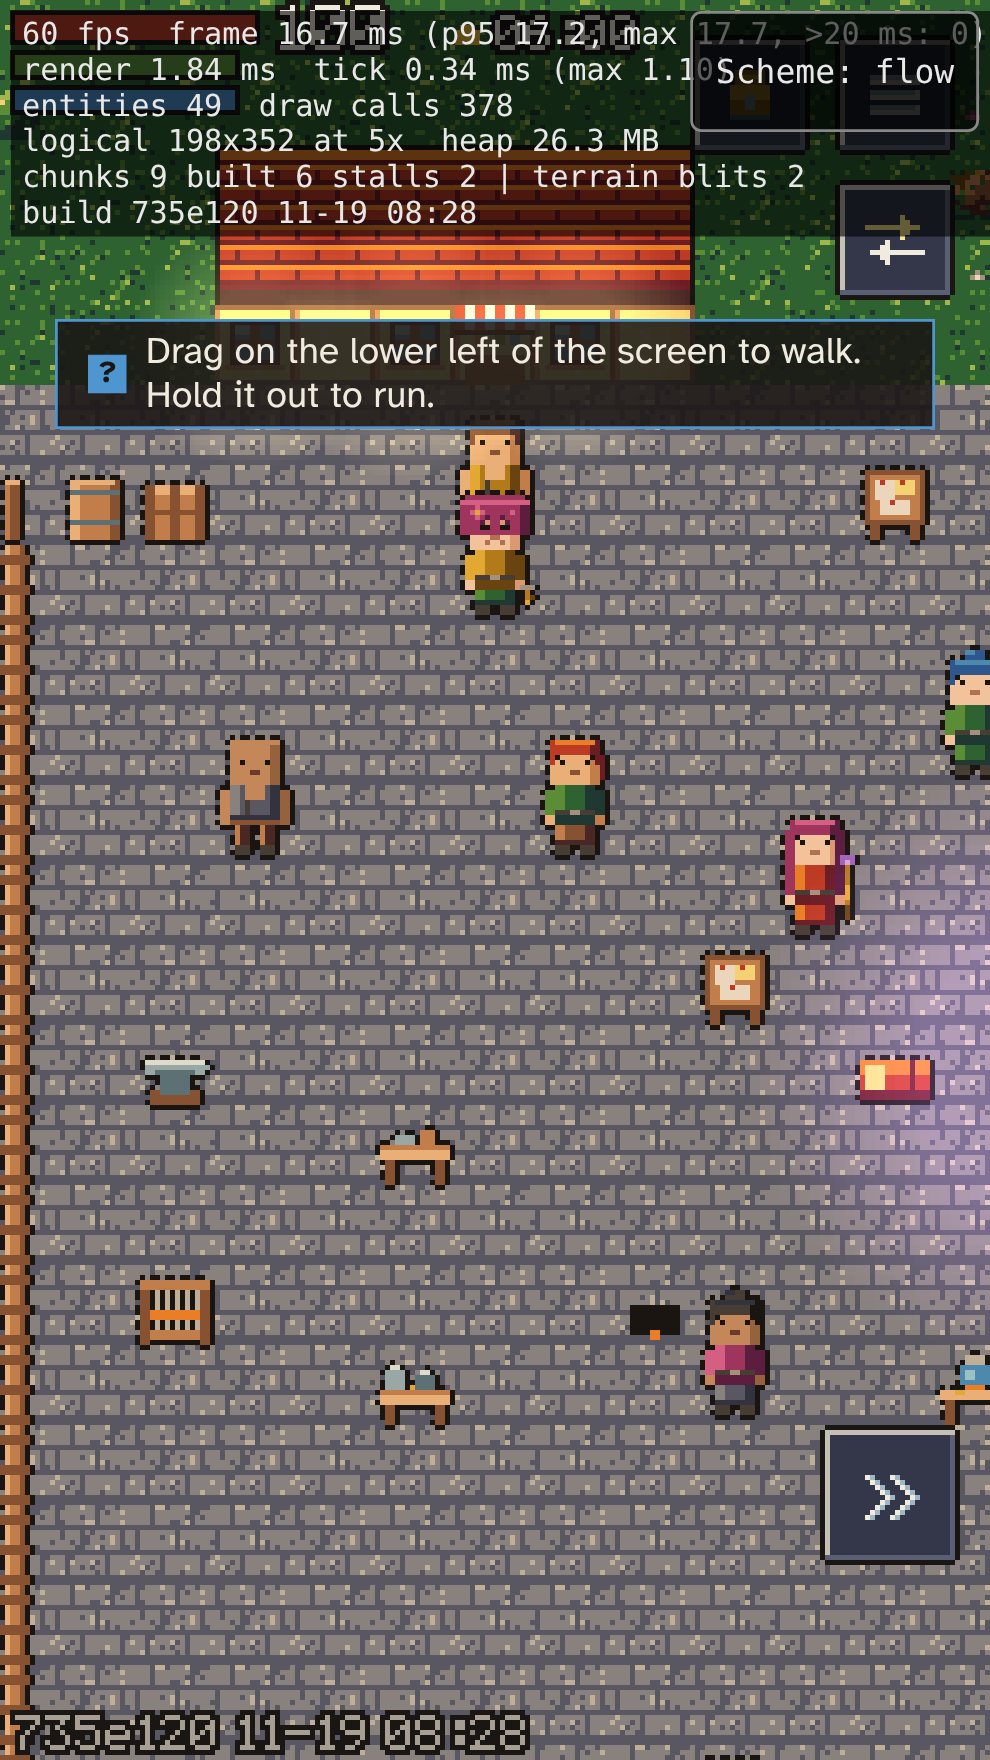 60 fps  frame 16.7 ms (p95 17.2, max 17.7, >20 ms: 0)
render 1.84 ms  tick 0.34 ms (max 1.10)
Scheme: flow
entities 49  draw calls 378
logical 198x352 at 5x  heap 26.3 MB
chunks 9 built 6 stalls 2 | terrain blits 2
build 735e120 11-19 08:28
?
Drag on the lower left of the screen to walk.
Hold it out to run.
735e120 11-19 08:28